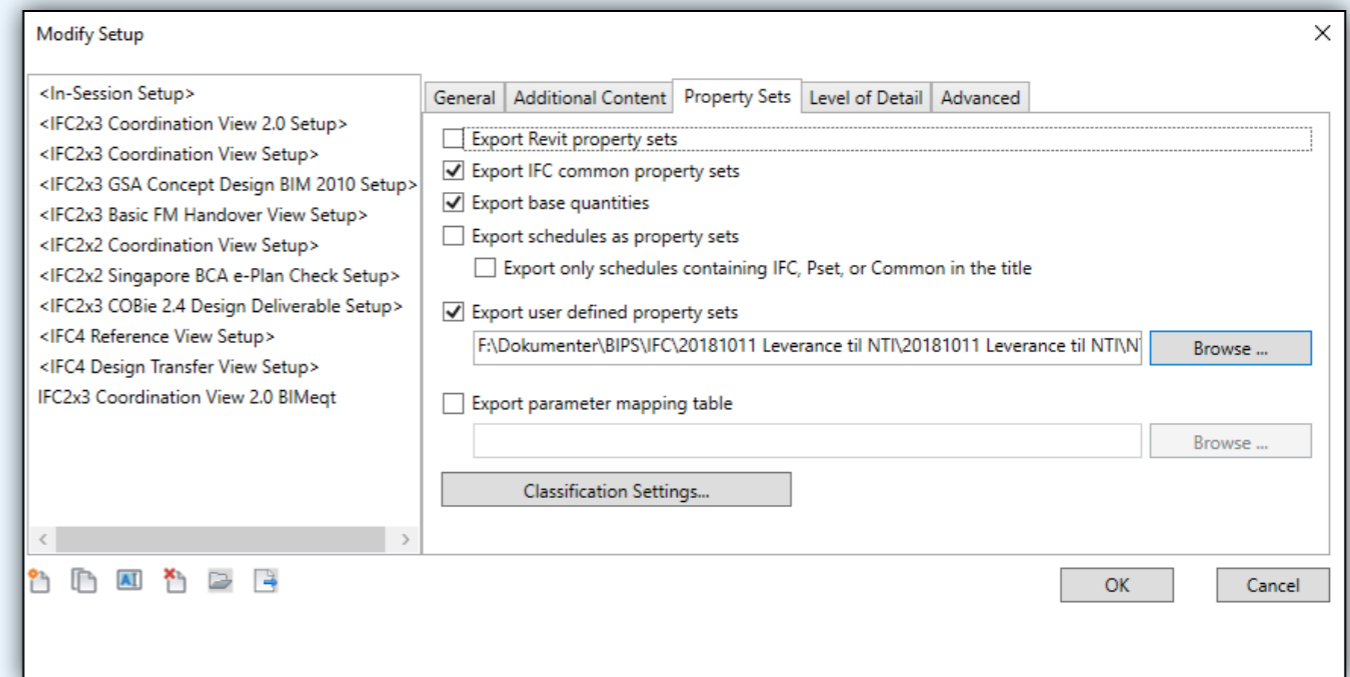 Modify Setup
<In-Session Setup>
<IFC2x3 Coordination View 2.0 Setup>
<IFC2x3 Coordination View Setup>
<IFC2x3 GSA Concept Design BIM 2010 Setup>
<IFC2x3 Basic FM Handover View Setup>
<IFC2x2 Coordination View Setup>
<IFC2x2 Singapore BCA e-Plan Check Setup>
<IFC2x3 COBie 2.4 Design Deliverable Setup>
<IFC4 Reference View Setup>
<IFC4 Design Transfer View Setup>
IFC2x3 Coordination View 2.0 BIMeqt
General Additional Content Property Sets Level of Detail Advanced
Export Revit property sets
Export IFC common property sets
Export base quantities
Export schedules as property sets
Export only schedules containing IFC, Pset, or Common in the title
Export user defined property sets
F:\Dokumenter\BIPS\IFC\20181011 Leverance til NTI\20181011 Leverance til NTI\ Browse ...
Export parameter mapping table
Browse ...
Classification Settings...
OK Cancel